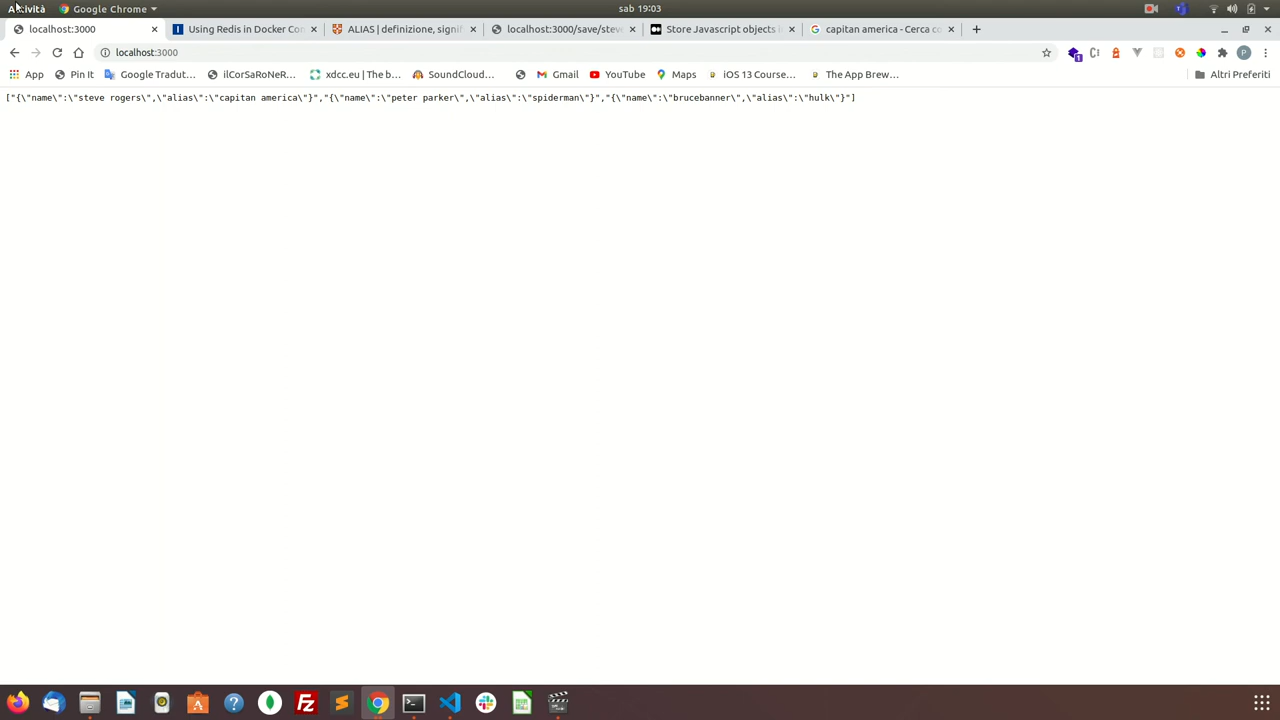 Attività Google Chrome sab 19:03
localhost:3000 Using Redis in Docker Con ALIAS | definizione, signif localhost:3000/save/steve Store Javascript objects i capitan america - Cerca c
localhost:3000
App Pin It Google Tradut... ilCorSaRoNeR... xdcc.eu | The b... SoundCloud... Gmail YouTube Maps iOS 13 Course... The App Brew... Altri Preferiti
["{\"name\":\"steve rogers\",\"alias\":\"capitan america\"}","{\"name\":\"peter parker\",\"alias\":\"spiderman\"}","{\"name\":\"brucebanner\",\"alias\":\"hulk\"}"]